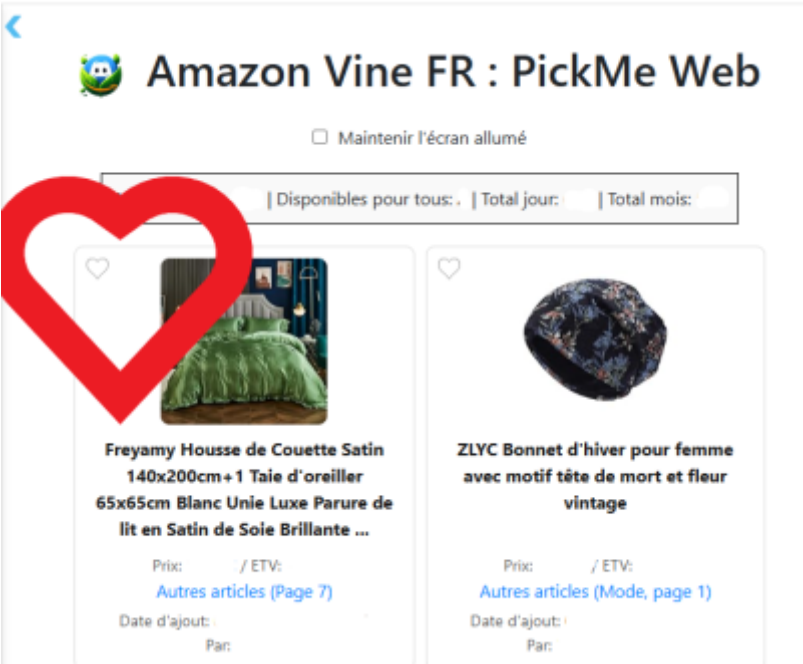 Amazon Vine FR : PickMe Web
Maintenir l'écran allumé
| Disponibles pour tous: | Total jour: | Total mois:
Freyamy Housse de Couette Satin
140x200cm+1 Taie d'oreiller
65x65cm Blanc Unie Luxe Parure de
lit en Satin de Soie Brillante ...
Prix: / ETV:
Autres articles (Page 7)
Date d'ajout:
Par:
ZLYC Bonnet d'hiver pour femme
avec motif tête de mort et fleur
vintage
Prix: / ETV:
Autres articles (Mode, page 1)
Date d'ajout:
Par: